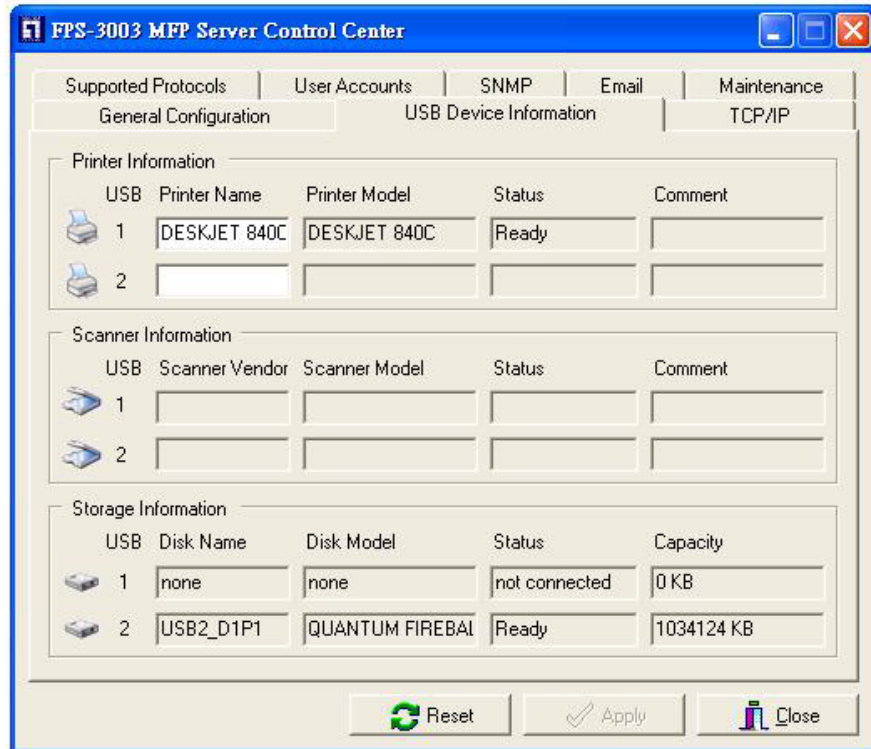 FPS-3003 MFP Server Control Center
Supported Protocols User Accounts SNMP Email Maintenance
General Configuration USB Device Information TCP/IP
Printer Information
USB Printer Name Printer Model Status Comment
1 DESKJET 840C DESKJET 840C Ready
2
Scanner Information
USB Scanner Vendor Scanner Model Status Comment
1
2
Storage Information
USB Disk Name Disk Model Status Capacity
1 none none not connected 0 KB
2 USB2_D1P1 QUANTUM FIREBAL Ready 1034124 KB
Reset Apply Close